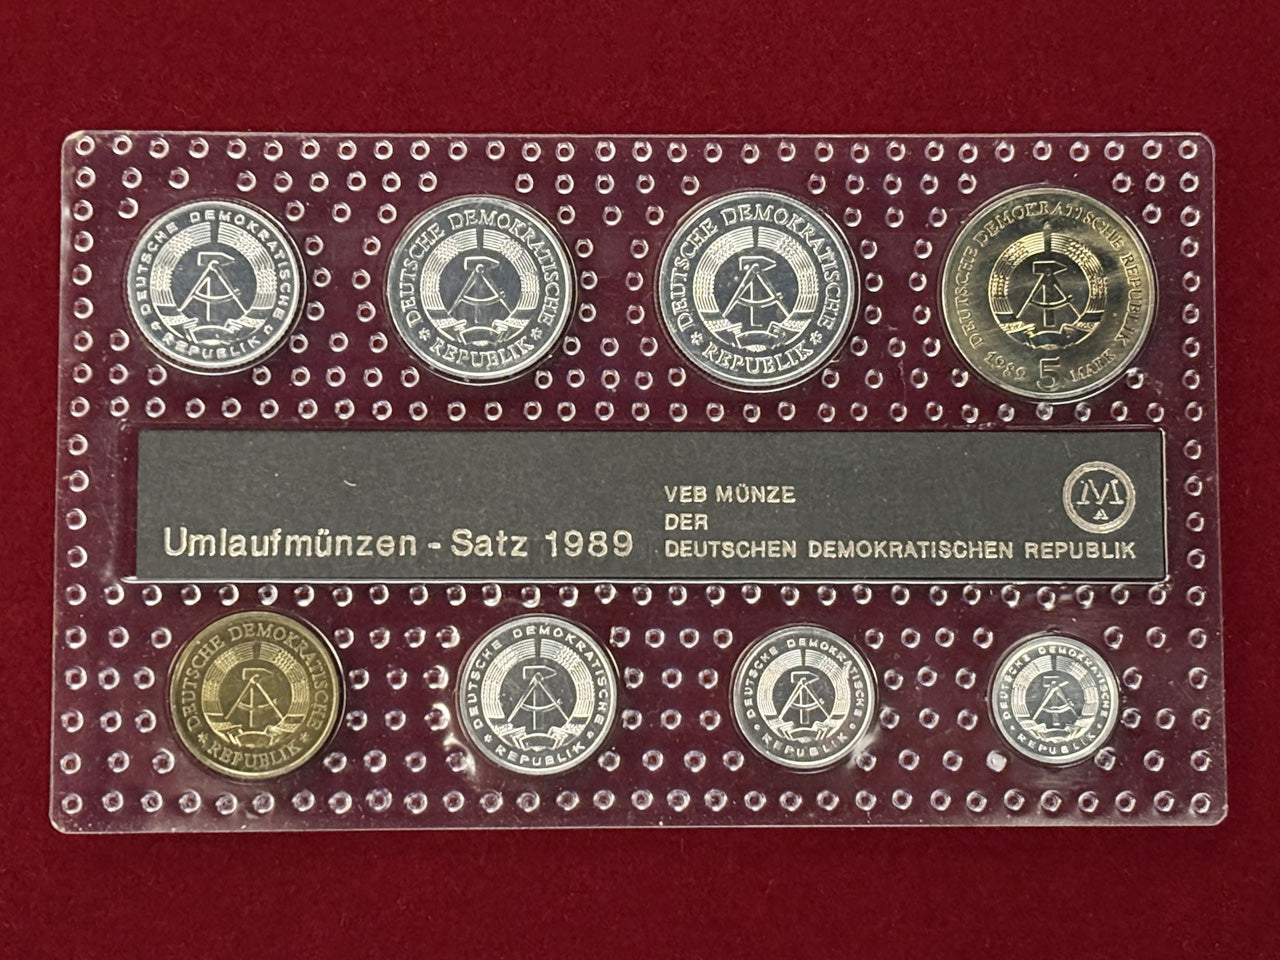 DEUTSCHE DEMOKRATISCHE REPUBLIK
DEUTSCHE DEMOKRATISCHE
REPUBLIK
DEUTSCHE DEMOKRATISCHE
REPUBLIK
DEUTSCHE DEMOKRATISCHE REPUBLIK
1989 5 MARK
Umlaufmünzen - Satz 1989
VEB MÜNZE
DER
DEUTSCHEN DEMOKRATISCHEN REPUBLIK
M
A
DEUTSCHE DEMOKRATISCHE
REPUBLIK
DEUTSCHE DEMOKRATISCHE
REPUBLIK
DEUTSCHE DEMOKRATISCHE
REPUBLIK
DEUTSCHE DEMOKRATISCHE
REPUBLIK